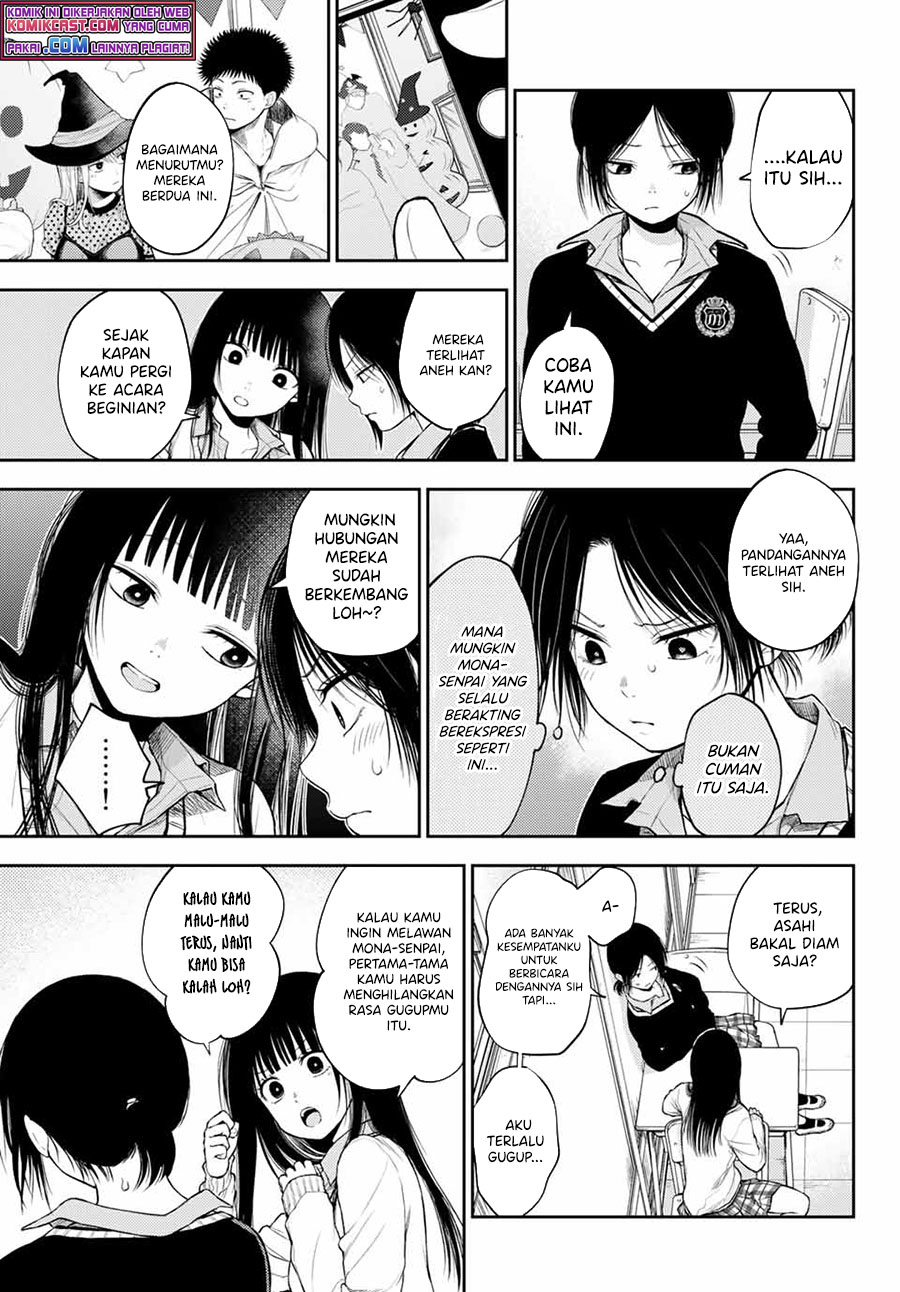 KOMIK INI DIKERJAKAN OLEH WEB
KOMIKCAST.COM YANG CUMA
PAKAI .COM LAINNYA PLAGIAT!
....KALAU
ITU SIH...
COBA
KAMU
LIHAT
INI.
m
BAGAIMANA
MENURUTMU?
MEREKA
BERDUA INI.
MEREKA
TERLIHAT
ANEH KAN?
SEJAK
KAPAN
KAMU PERGI
KE ACARA
BEGINIAN?
YAA,
PANDANGANNYA
TERLIHAT ANEH
SIH.
BUKAN
CUMAN
ITU SAJA.
MANA
MUNGKIN
MONA-
SENPAI YANG
SELALU
BERAKTING
BEREKSPRESI
SEPERTI
INI...
MUNGKIN
HUBUNGAN
MEREKA
SUDAH
BERKEMBANG
LOH~?
......!
TERUS,
ASAHI
BAKAL DIAM
SAJA?
A-
ADA BANYAK
KESEMPATANKU
UNTUK
BERBICARA
DENGANNYA SIH
TAPI...
AKU
TERLALU
GUGUP...
KALAU KAMU
INGIN MELAWAN
MONA-SENPAI,
PERTAMA-TAMA
KAMU HARUS
MENGHILANGKAN
RASA GUGUPMU
ITU.
KALAU KAMU
MALU-MALU
TERUS, NANTI
KAMU BISA
KALAH LOH?